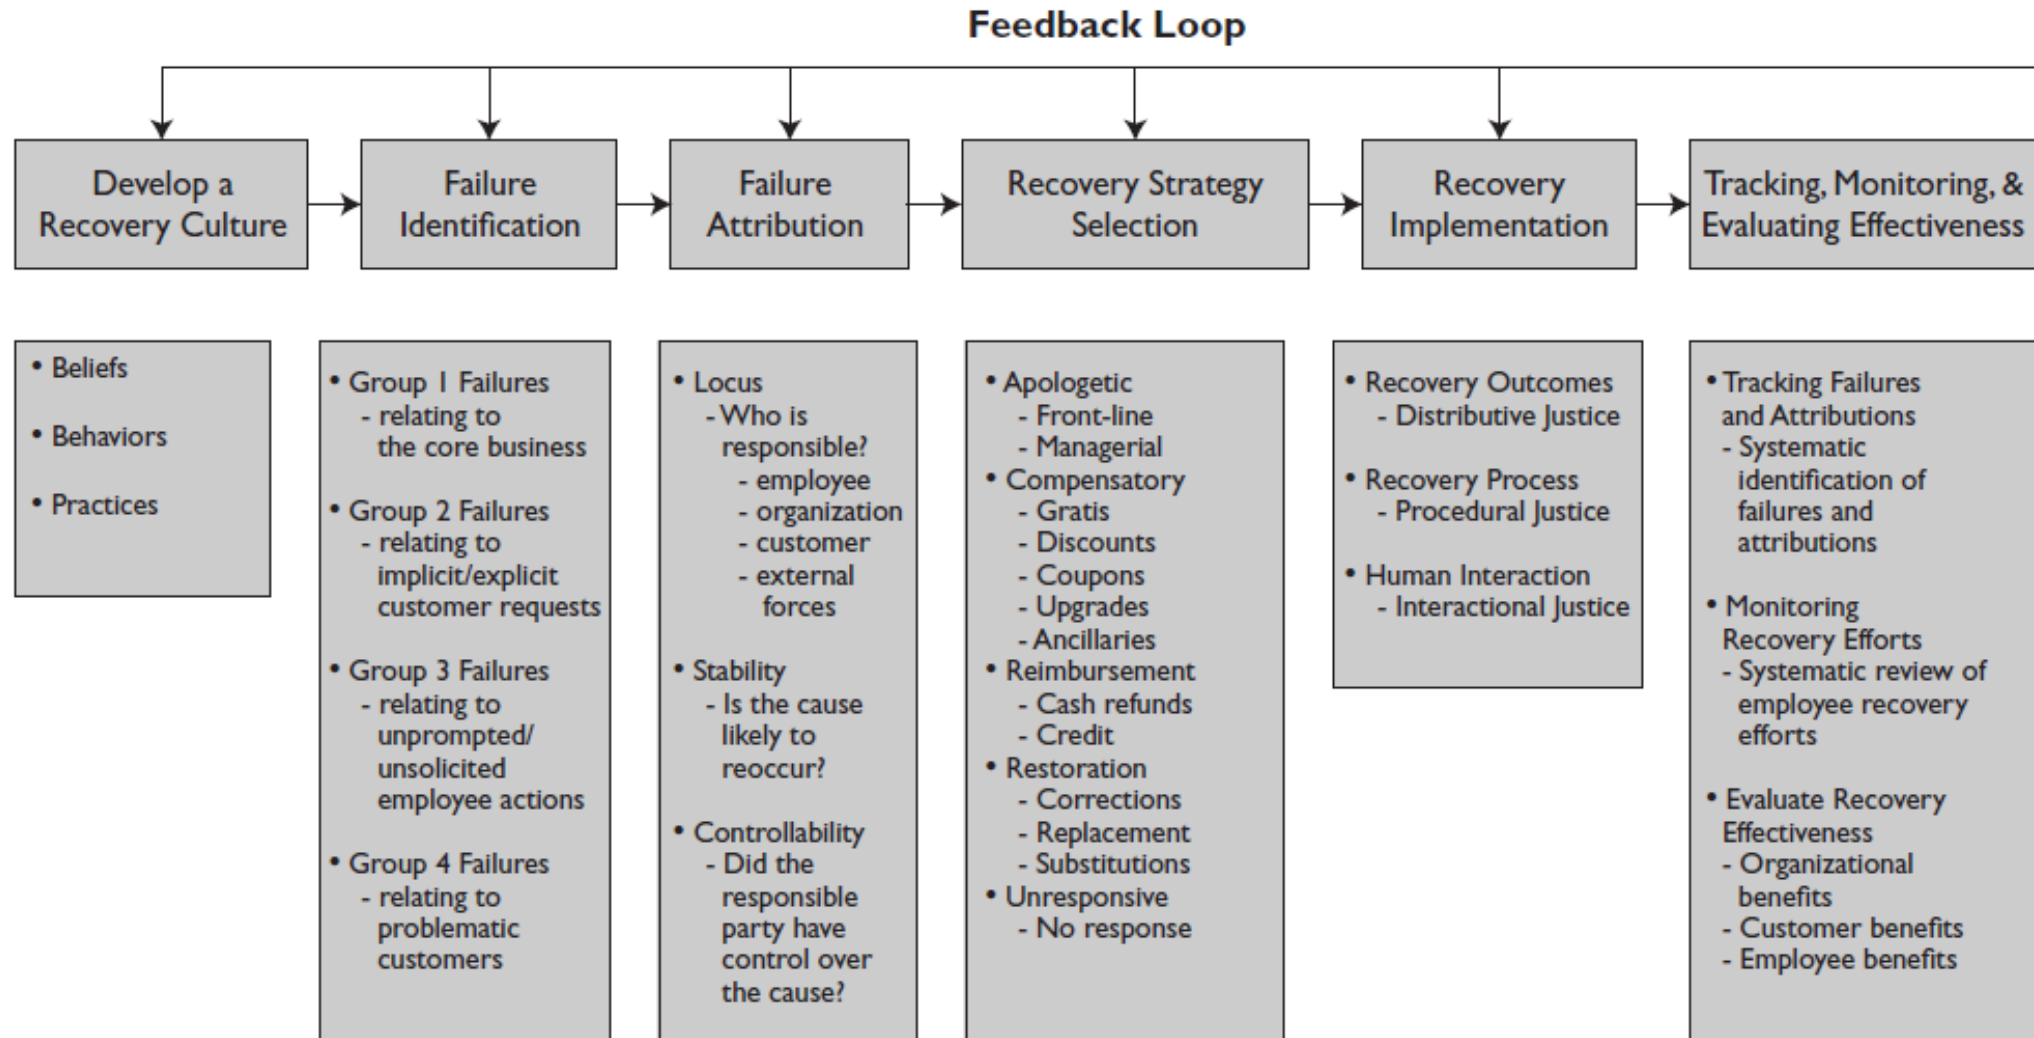 Feedback Loop
Develop a
Recovery Culture
Failure
Identification
Failure
Attribution
Recovery Strategy
Selection
Recovery
Implementation
Tracking, Monitoring, &
Evaluating Effectiveness
• Beliefs
• Behaviors
• Practices
• Group 1 Failures
- relating to
the core business
• Group 2 Failures
- relating to
implicit/explicit
customer requests
• Group 3 Failures
- relating to
unprompted/
unsolicited
employee actions
• Group 4 Failures
- relating to
problematic
customers
• Locus
- Who is
responsible?
- employee
- organization
- customer
- external
forces
• Stability
- Is the cause
likely to
reoccur?
• Controllability
- Did the
responsible
party have
control over
the cause?
• Apologetic
- Front-line
- Managerial
• Compensatory
- Gratis
- Discounts
- Coupons
- Upgrades
- Ancillaries
• Reimbursement
- Cash refunds
- Credit
• Restoration
- Corrections
- Replacement
- Substitutions
• Unresponsive
- No response
• Recovery Outcomes
- Distributive Justice
• Recovery Process
- Procedural Justice
• Human Interaction
- Interactional Justice
• Tracking Failures
and Attributions
- Systematic
identification of
failures and
attributions
• Monitoring
Recovery Efforts
- Systematic review of
employee recovery
efforts
• Evaluate Recovery
Effectiveness
- Organizational
benefits
- Customer benefits
- Employee benefits